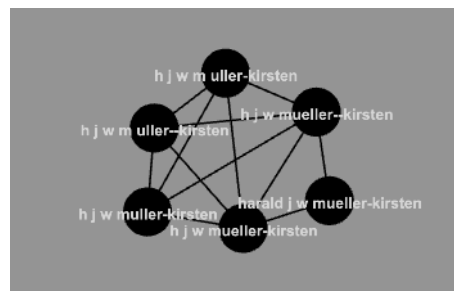 h j w m uller-kirsten
h j w mueller--kirsten
h j w m uller--kirsten
harald j w mueller-kirsten
h j w muller-kirsten
h j w mueller-kirsten